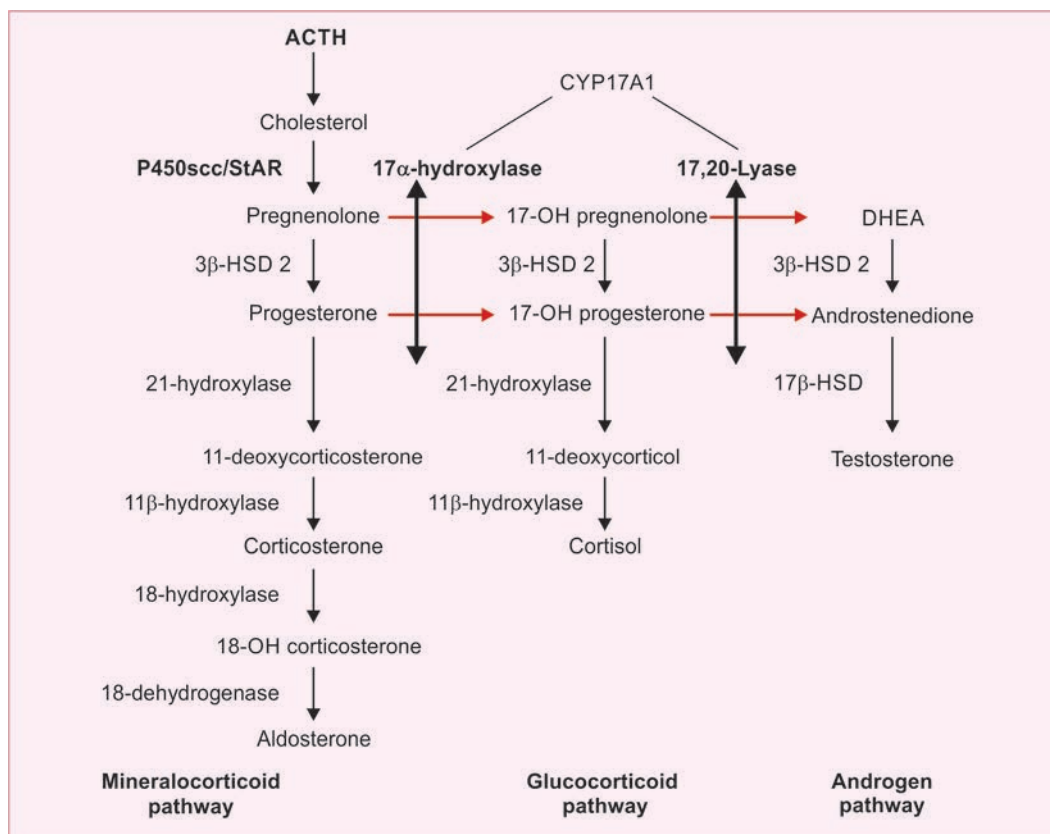 ACTH
CYP17A1
Cholesterol
P450scc/StAR
17α-hydroxylase
17,20-Lyase
Pregnenolone
17-OH pregnenolone
DHEA
3β-HSD 2
3β-HSD 2
3β-HSD 2
Progesterone
17-OH progesterone
Androstenedione
21-hydroxylase
21-hydroxylase
17β-HSD
11-deoxycorticosterone
11-deoxycorticol
Testosterone
11β-hydroxylase
11β-hydroxylase
Corticosterone
Cortisol
18-hydroxylase
18-OH corticosterone
18-dehydrogenase
Aldosterone
Mineralocorticoid
pathway
Glucocorticoid
pathway
Androgen
pathway